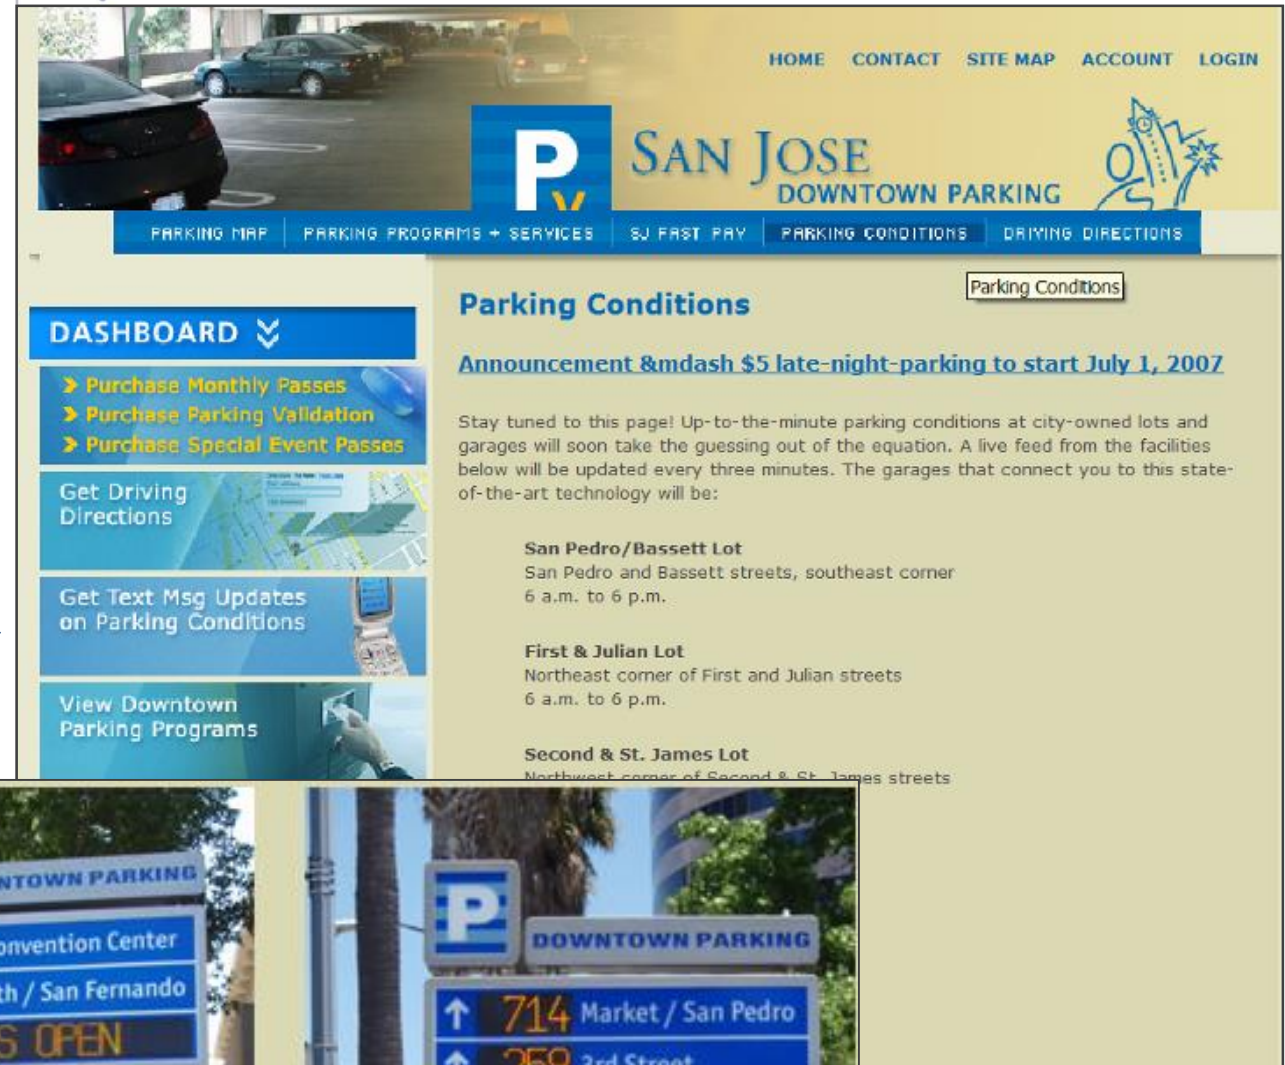 HOME CONTACT SITE MAP ACCOUNT LOGIN
P
SAN JOSE
DOWNTOWN PARKING
PARKING MAP PARKING PROGRAMS + SERVICES SJ FAST PAY PARKING CONDITIONS DRIVING DIRECTIONS
Parking Conditions
DASHBOARD
Purchase Monthly Passes
Purchase Parking Validation
Purchase Special Event Passes
Get Driving
Directions
Get Text Msg Updates
on Parking Conditions
View Downtown
Parking Programs
Parking Conditions
Announcement &mdash $5 late-night-parking to start July 1, 2007
Stay tuned to this page! Up-to-the-minute parking conditions at city-owned lots and
garages will soon take the guessing out of the equation. A live feed from the facilities
below will be updated every three minutes. The garages that connect you to this state-
of-the-art technology will be:
San Pedro/Bassett Lot
San Pedro and Bassett streets, southeast corner
6 a.m. to 6 p.m.
First & Julian Lot
Northeast corner of First and Julian streets
6 a.m. to 6 p.m.
Second & St. James Lot
Northwest corner of Second & St. James streets
NTOWN PARKING
onvention Center
th / San Fernando
S OPEN
P
DOWNTOWN PARKING
714 Market / San Pedro
3rd Street